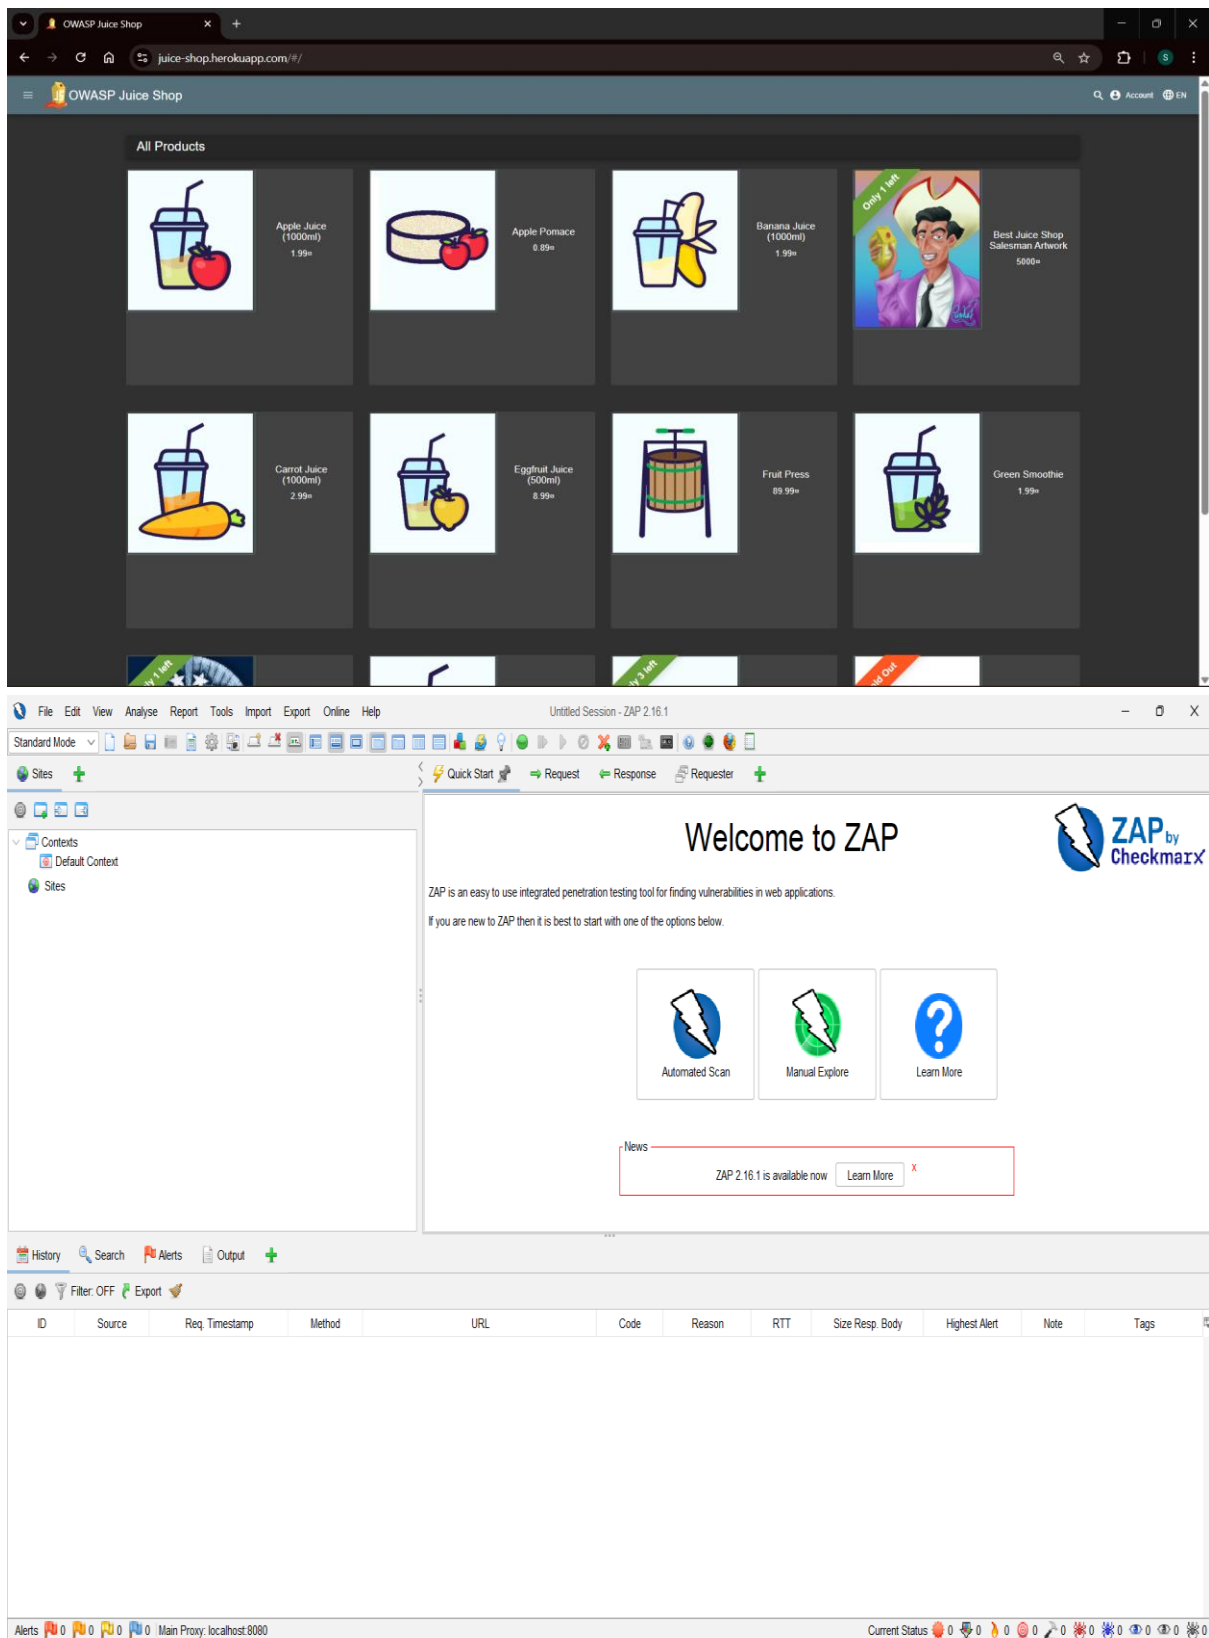 OWASP Juice Shop
juice-shop.herokuapp.com/#/
S
OWASP Juice Shop
Account
EN
All Products
Apple Juice
(1000ml)
1.99¤
Apple Pomace
0.89¤
Banana Juice
(1000ml)
1.99¤
Only 1 left
Best Juice Shop
Salesman Artwork
5000¤
Carrot Juice
(1000ml)
2.99¤
Eggfruit Juice
(500ml)
8.99¤
Fruit Press
89.99¤
Green Smoothie
1.99¤
1 left
3 left
Out
File Edit View Analyse Report Tools Import Export Online Help
Untitled Session - ZAP 2.16.1
Standard Mode
Sites
Quick Start
Request
Response
Requester
Contexts
Default Context
Sites
Welcome to ZAP
ZAP by
Checkmarx
ZAP is an easy to use integrated penetration testing tool for finding vulnerabilities in web applications.
If you are new to ZAP then it is best to start with one of the options below.
Automated Scan
Manual Explore
Learn More
News
ZAP 2.16.1 is available now
Learn More
X
History
Search
Alerts
Output
Filter: OFF
Export
ID Source Req. Timestamp Method URL Code Reason RTT Size Resp. Body Highest Alert Note Tags
Alerts 0 0 0 0 Main Proxy: localhost:8080
Current Status 0 0 0 0 0 0 0 0 0 0